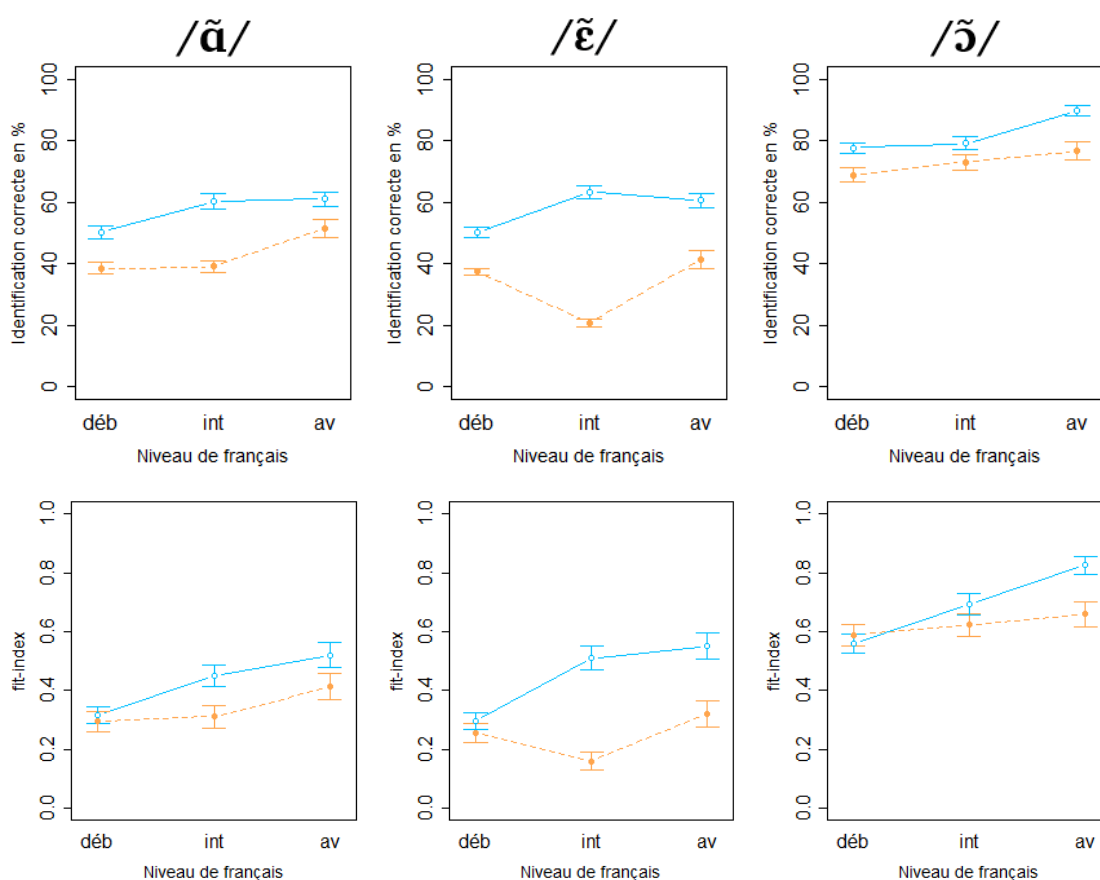 /ɑ̃/
/ɛ̃/
/ɔ̃/
Identification correcte en %
100
80
60
40
20
0
déb int av
Niveau de français
Identification correcte en %
100
80
60
40
20
0
déb int av
Niveau de français
Identification correcte en %
100
80
60
40
20
0
déb int av
Niveau de français
fit-index
1.0
0.8
0.6
0.4
0.2
0.0
déb int av
Niveau de français
fit-index
1.0
0.8
0.6
0.4
0.2
0.0
déb int av
Niveau de français
fit-index
1.0
0.8
0.6
0.4
0.2
0.0
déb int av
Niveau de français